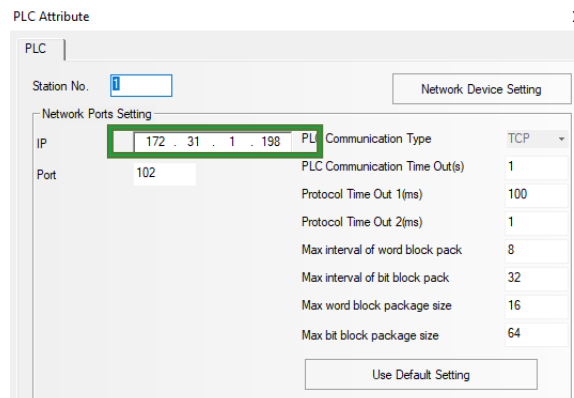 PLC Attribute
PLC
Station No. 1
Network Device Setting
Network Ports Setting
IP 172 . 31 . 1 . 198
Port 102
PLC Communication Type TCP
PLC Communication Time Out(s) 1
Protocol Time Out 1(ms) 100
Protocol Time Out 2(ms) 1
Max interval of word block pack 8
Max interval of bit block pack 32
Max word block package size 16
Max bit block package size 64
Use Default Setting